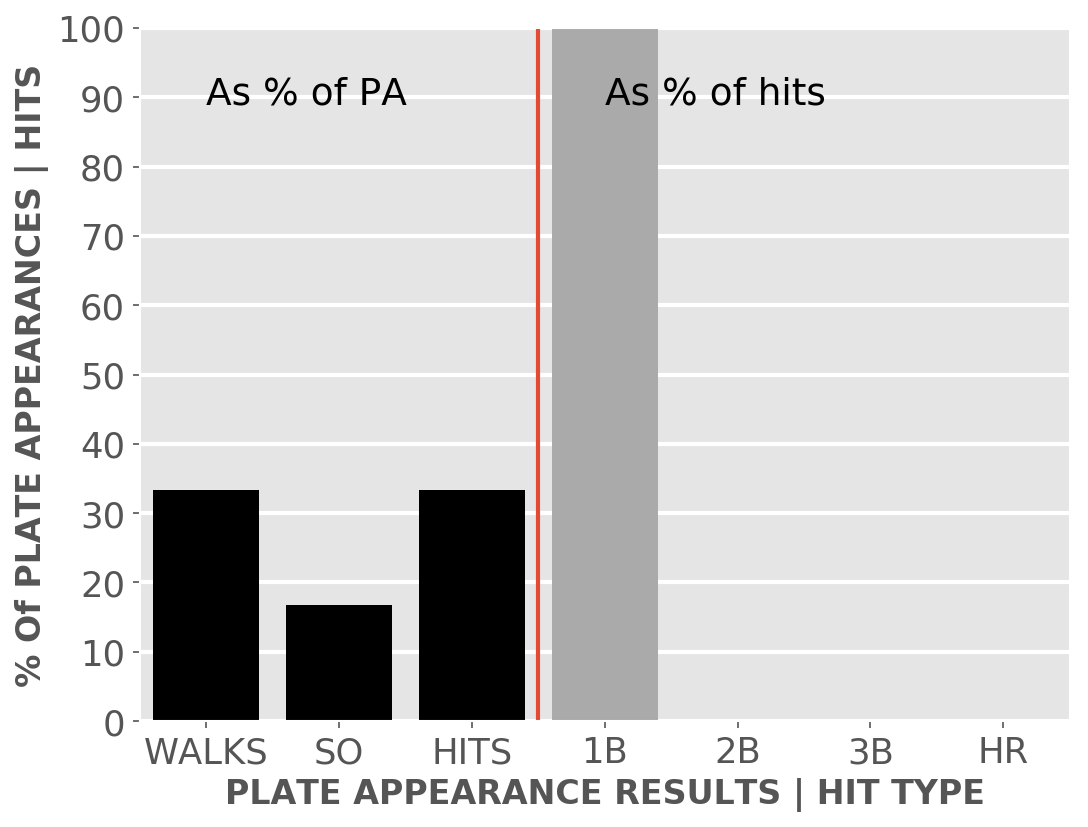 % Of PLATE APPEARANCES | HITS
100
90
80
70
60
50
40
30
20
10
0
As % of PA
As % of hits
WALKS SO HITS 1B 2B 3B HR
PLATE APPEARANCE RESULTS | HIT TYPE